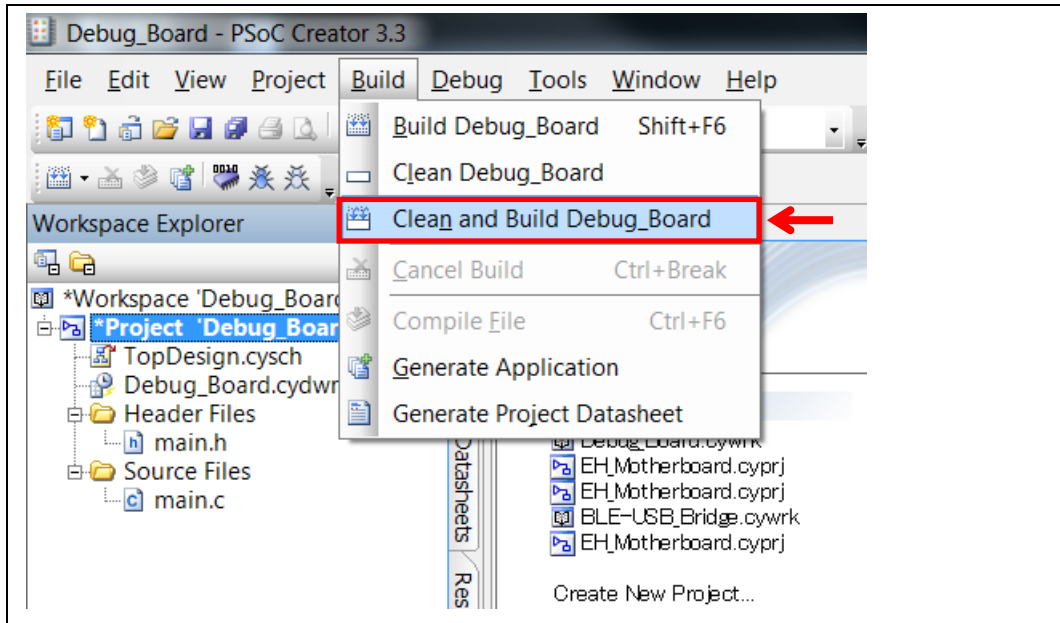 Debug_Board - PSoC Creator 3.3
File Edit View Project Build Debug Tools Window Help
Build Debug_Board Shift+F6
Clean Debug_Board
Clean and Build Debug_Board
Cancel Build Ctrl+Break
Compile File Ctrl+F6
Generate Application
Generate Project Datasheet
Workspace Explorer
*Workspace 'Debug_Board
*Project 'Debug_Boar
TopDesign.cysch
Debug_Board.cydwr
Header Files
h main.h
Source Files
c main.c
Datasheets
Res
Debug_Board.cywrk
EH_Motherboard.cyprj
EH_Motherboard.cyprj
BLE-USB_Bridge.cywrk
EH_Motherboard.cyprj
Create New Project...